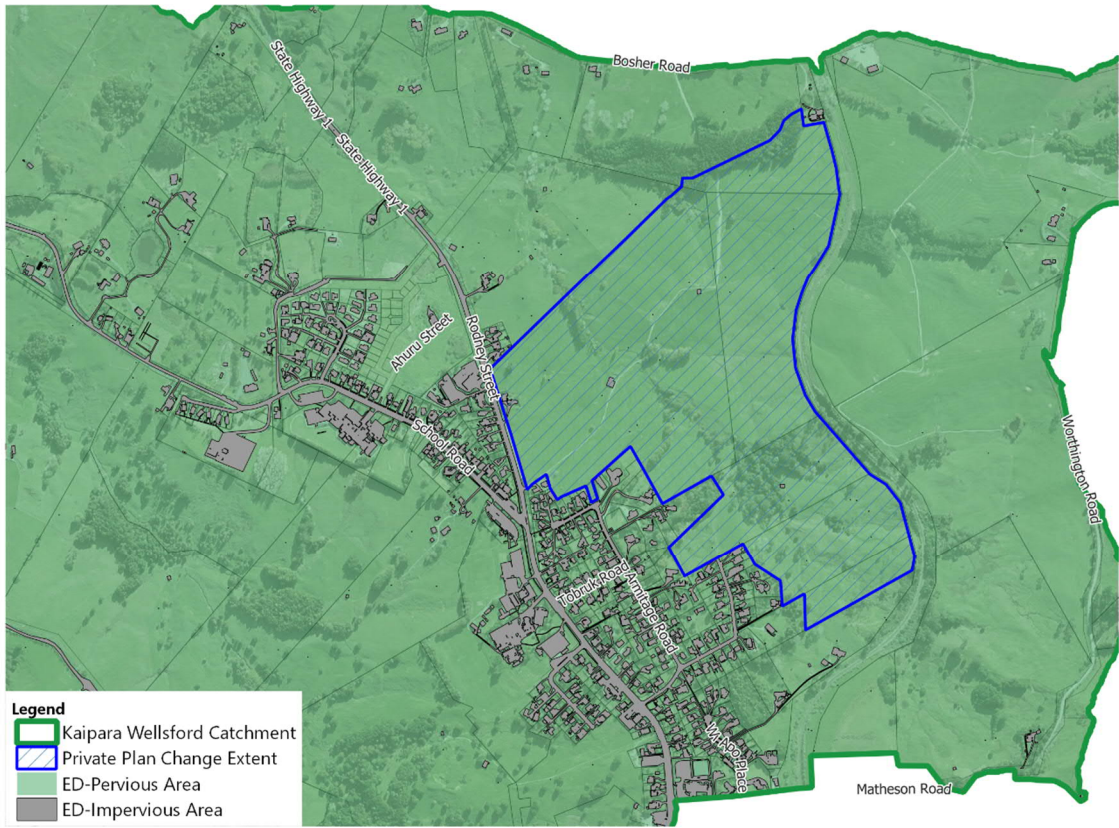 Bosher Road
State Highway 1
State Highway 1
Ahuru Street
Rodney Street
School Road
Worthington Road
Tobruk Road
Armitage Road
Wi Apo Place
Matheson Road
Legend
Kaipara Wellsford Catchment
Private Plan Change Extent
ED-Pervious Area
ED-Impervious Area